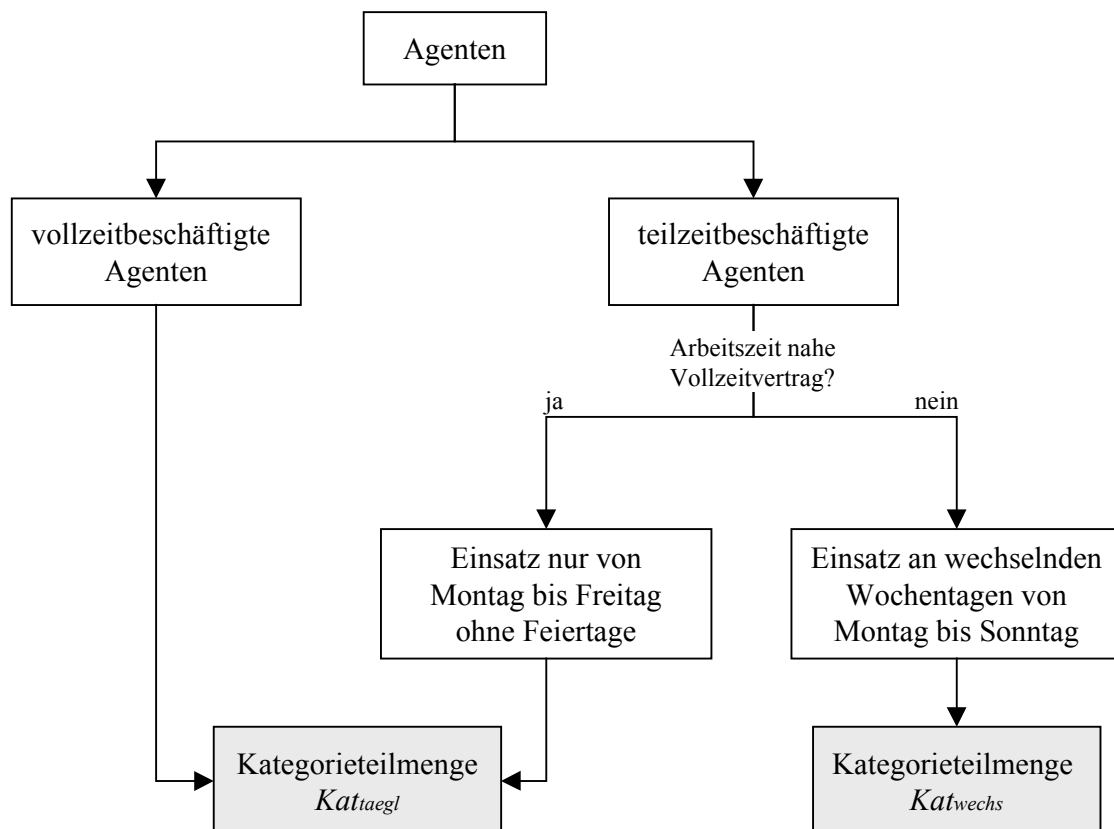 Agenten
vollzeitbeschäftigte
Agenten
teilzeitbeschäftigte
Agenten
Arbeitszeit nahe
Vollzeitvertrag?
ja
nein
Einsatz nur von
Montag bis Freitag
ohne Feiertage
Einsatz an wechselnden
Wochentagen von
Montag bis Sonntag
Kategorieteilmenge
Kattaegl
Kategorieteilmenge
Katwechs